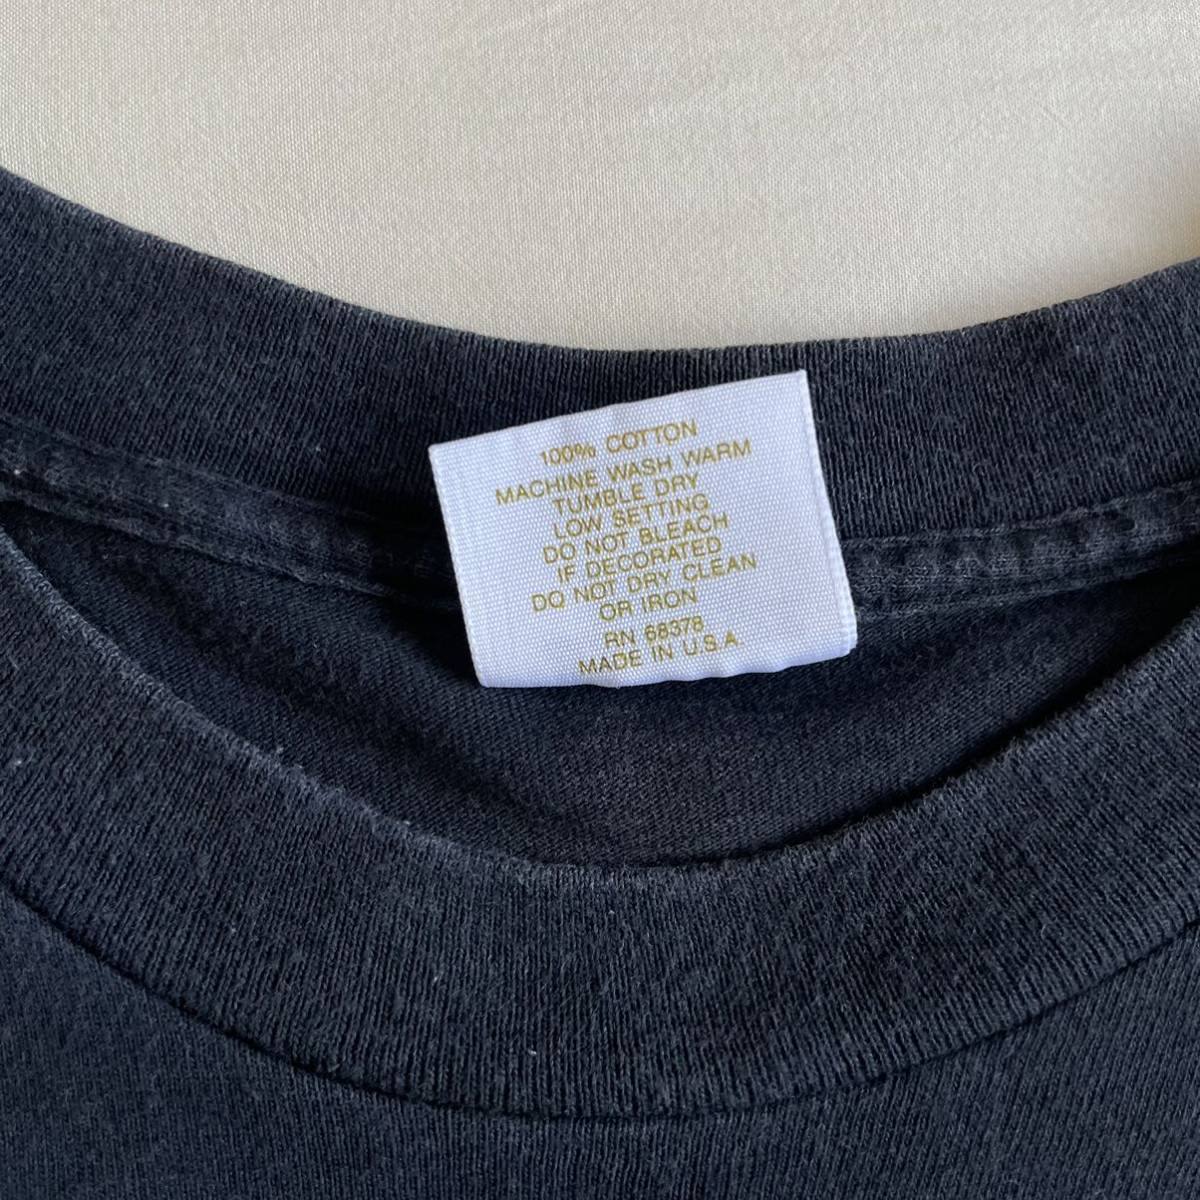 100% COTTON
MACHINE WASH WARM
TUMBLE DRY
LOW SETTING
DO NOT BLEACH
IF DECORATED
DO NOT DRY CLEAN
OR IRON
RN 68378
MADE IN U.S.A.